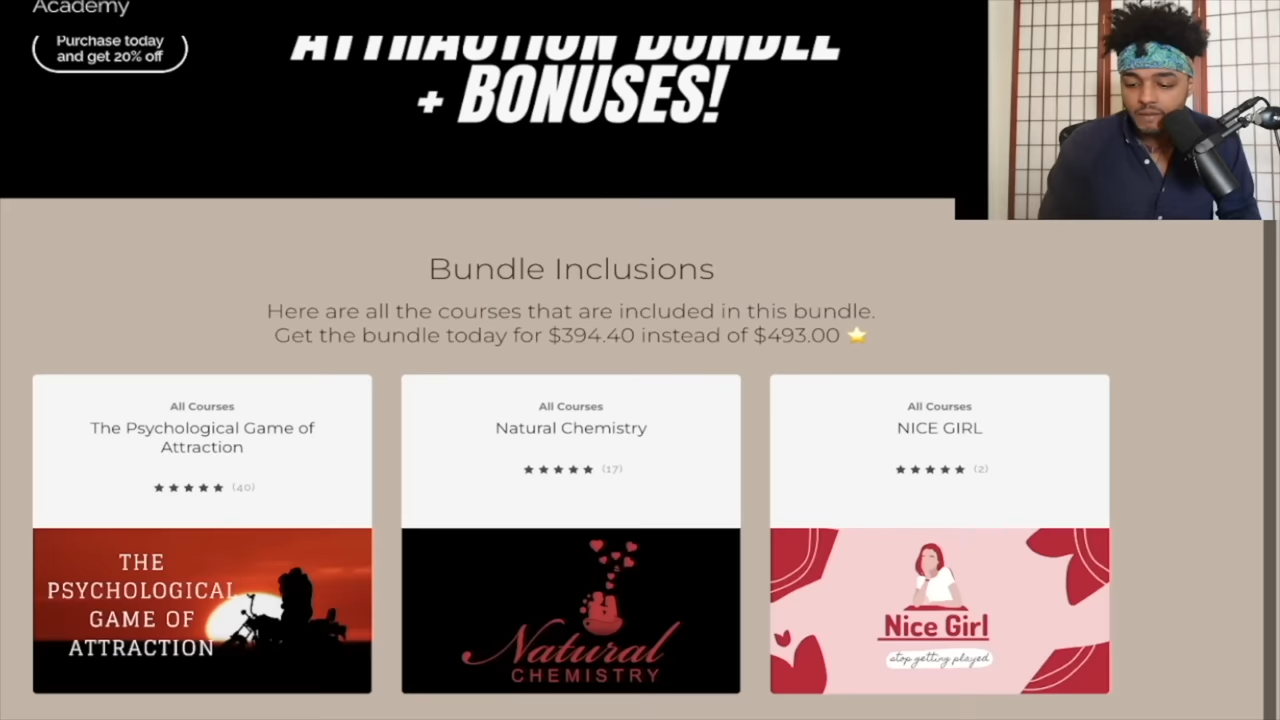 Academy
Purchase today
and get 20% off
ATTRACTION BUNDLE
+ BONUSES!
Bundle Inclusions
Here are all the courses that are included in this bundle.
Get the bundle today for $394.40 instead of $493.00 ⭐
All Courses
The Psychological Game of
Attraction
★★★★★ (40)
THE
PSYCHOLOGICAL
GAME OF
ATTRACTION
All Courses
Natural Chemistry
★★★★★ (17)
Natural
CHEMISTRY
All Courses
NICE GIRL
★★★★★ (2)
Nice Girl
stop getting played